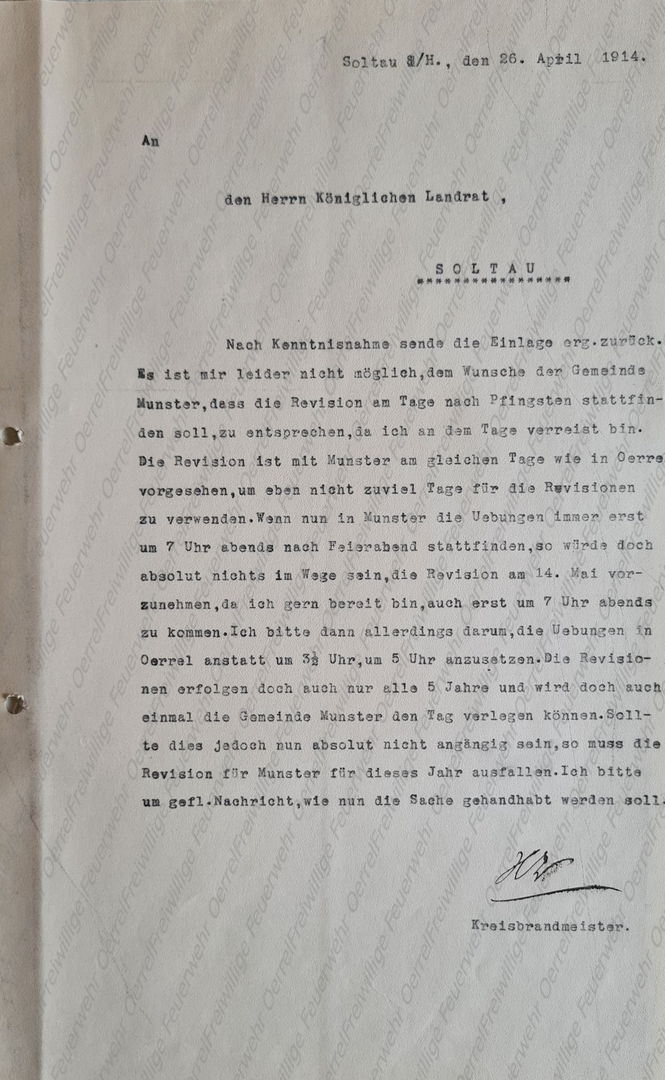 Soltau a/H., den 26. April 1914.
An
den Herrn Königlichen Landrat ,
S O L T A U
Nach Kenntnisnahme sende die Einlage erg.zurück.
Es ist mir leider nicht möglich,dem Wunsche der Gemeinde
Munster,dass die Revision am Tage nach Pfingsten stattfin-
den soll,zu entsprechen,da ich an dem Tage verreist bin.
Die Revision ist mit Munster am gleichen Tage wie in Oerre
vorgesehen,um eben nicht zuviel Tage für die Revisionen
zu verwenden.Wenn nun in Munster die Uebungen immer erst
um 7 Uhr abends nach Feierabend stattfinden,so würde doch
absolut nichts im Wege sein,die Revision am 14. Mai vor-
zunehmen,da ich gern bereit bin,auch erst um 7 Uhr abends
zu kommen.Ich bitte dann allerdings darum,die Uebungen in
Oerrel anstatt um 3½ Uhr,um 5 Uhr anzusetzen.Die Revisio-
nen erfolgen doch auch nur alle 5 Jahre und wird doch auch
einmal die Gemeinde Munster den Tag verlegen können.Soll-
te dies jedoch nun absolut nicht angängig sein,so muss die
Revision für Munster für dieses Jahr ausfallen.Ich bitte
um gefl.Nachricht,wie nun die Sache gehandhabt werden soll.
Kreisbrandmeister.
Freiwillige Feuerwehr Oerrel